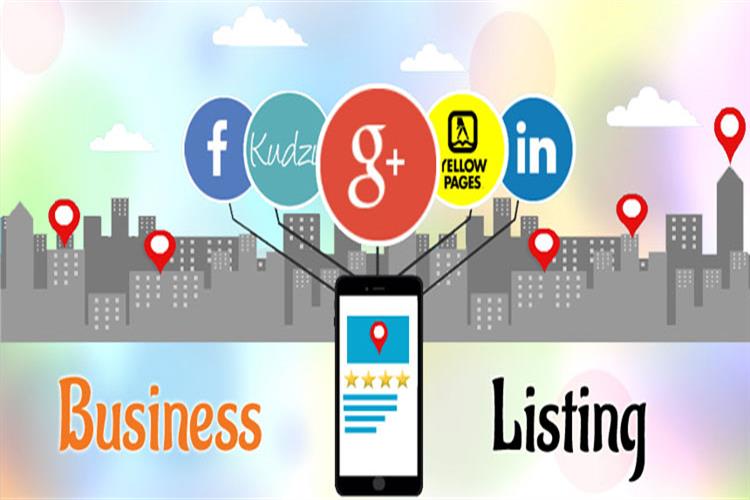 f
Kudzu
g+
YELLOW
PAGES
in
Business
Listing